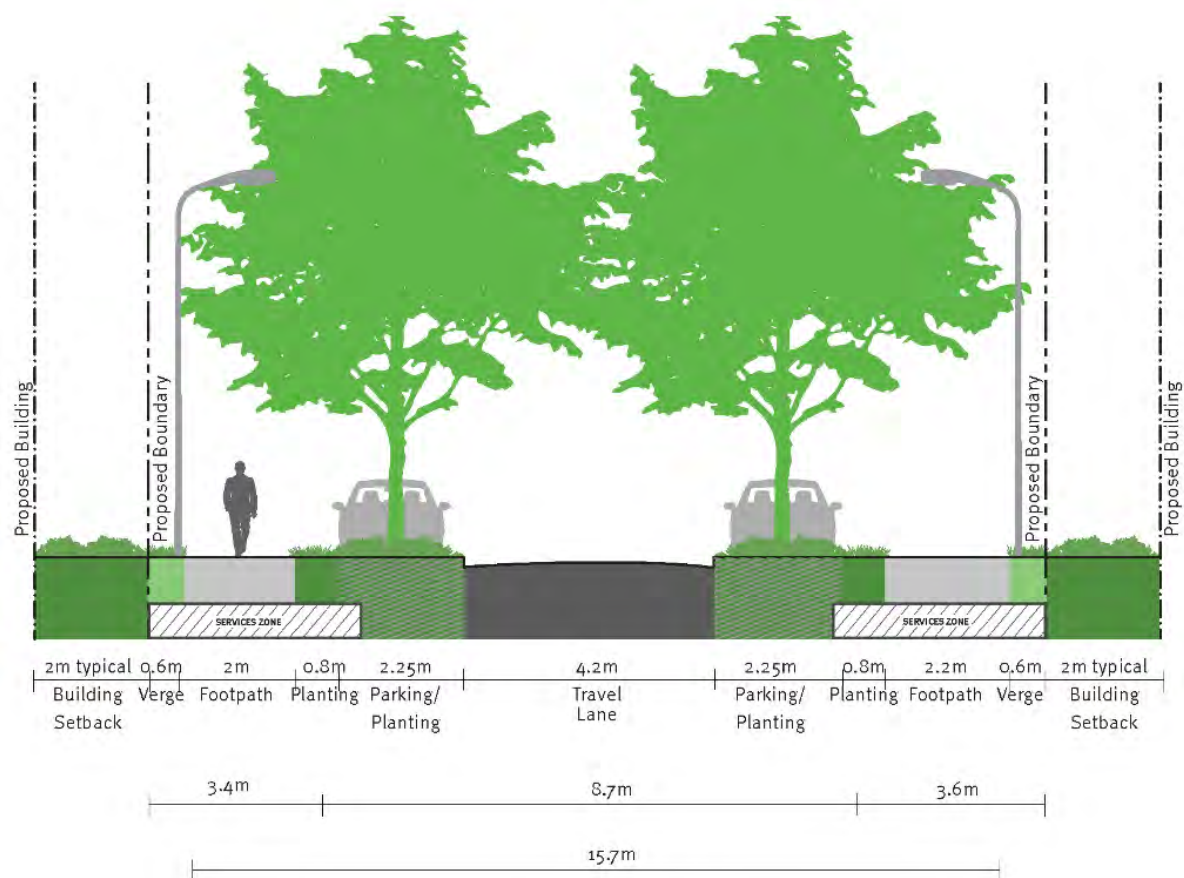 Proposed Building
Proposed Boundary
Proposed Boundary
Proposed Building
SERVICES ZONE
SERVICES ZONE
2m typical 0.6m 2m 0.8m 2.25m 4.2m 2.25m 0.8m 2.2m 0.6m 2m typical
Building Verge Footpath Planting Parking/ Travel Parking/ Planting Footpath Verge Building
Setback Planting Lane Planting Setback
3.4m 8.7m 3.6m
15.7m